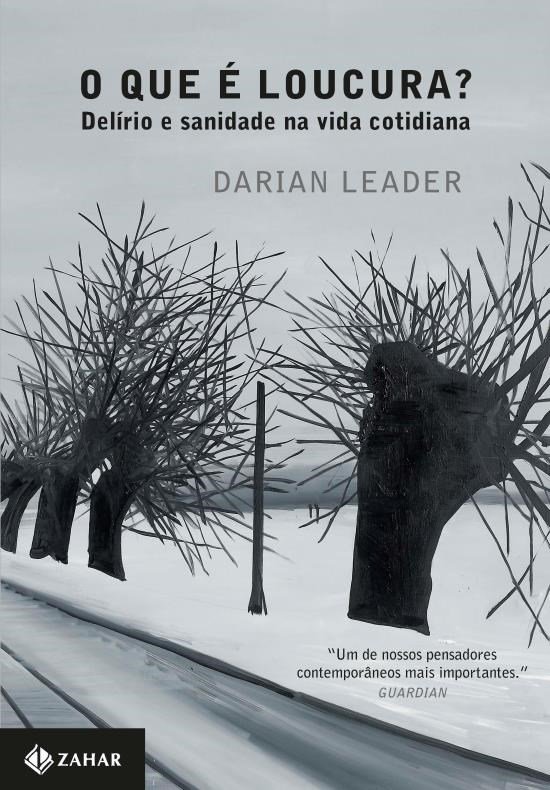 O QUE É LOUCURA?
Delírio e sanidade na vida cotidiana
DARIAN LEADER
“Um de nossos pensadores
contemporâneos mais importantes.”
GUARDIAN
ZAHAR